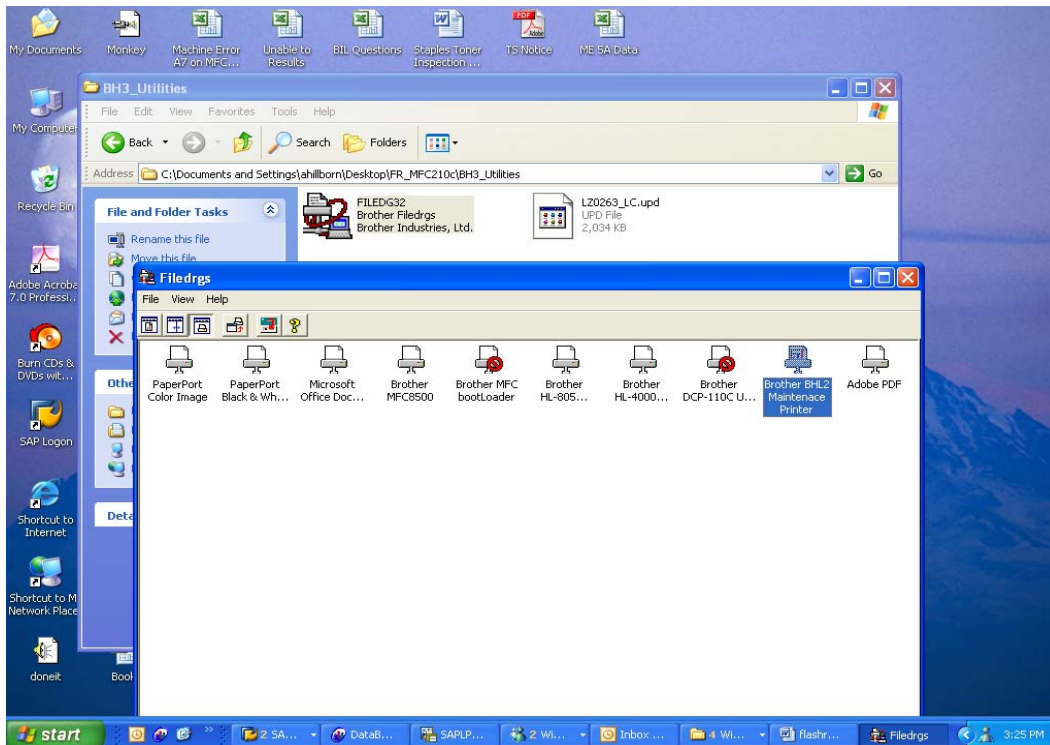 My Documents
Monkey
Machine Error
A7 on MFC...
Unable to
Results
BIL Questions
Staples Toner
Inspection ...
TS Notice
ME 5A Data
BH3_Utilities
File Edit View Favorites Tools Help
My Computer
Back Search Folders
Address C:\Documents and Settings\ahillborn\Desktop\FR_MFC210c\BH3_Utilities Go
Recycle Bin
File and Folder Tasks
Rename this file
Move this file
FILEDG32
Brother Filedrgs
Brother Industries, Ltd.
LZ0263_LC.upd
UPD File
2,034 KB
Adobe Acroba
7.0 Professi...
Filedrgs
File View Help
Burn CDs &
DVDs wit...
Othe
PaperPort
Color Image
PaperPort
Black & Wh...
Microsoft
Office Doc...
Brother
MFC8500
Brother MFC
bootLoader
Brother
HL-805...
Brother
HL-4000...
Brother
DCP-110C U...
Brother BHL2
Maintenace
Printer
Adobe PDF
SAP Logon
Deta
Shortcut to
Internet
Shortcut to M
Network Place
doneit
Book
start
2 SA...
DataB...
SAPLP...
2 Wi...
Inbox ...
4 Wi...
flashr...
Filedrgs
3:25 PM